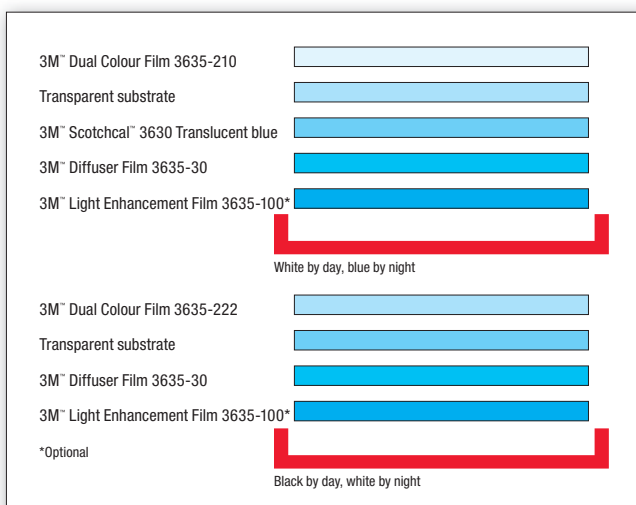 3M™ Dual Colour Film 3635-210
Transparent substrate
3M™ Scotchcal™ 3630 Translucent blue
3M™ Diffuser Film 3635-30
3M™ Light Enhancement Film 3635-100*
White by day, blue by night
3M™ Dual Colour Film 3635-222
Transparent substrate
3M™ Diffuser Film 3635-30
3M™ Light Enhancement Film 3635-100*
*Optional
Black by day, white by night